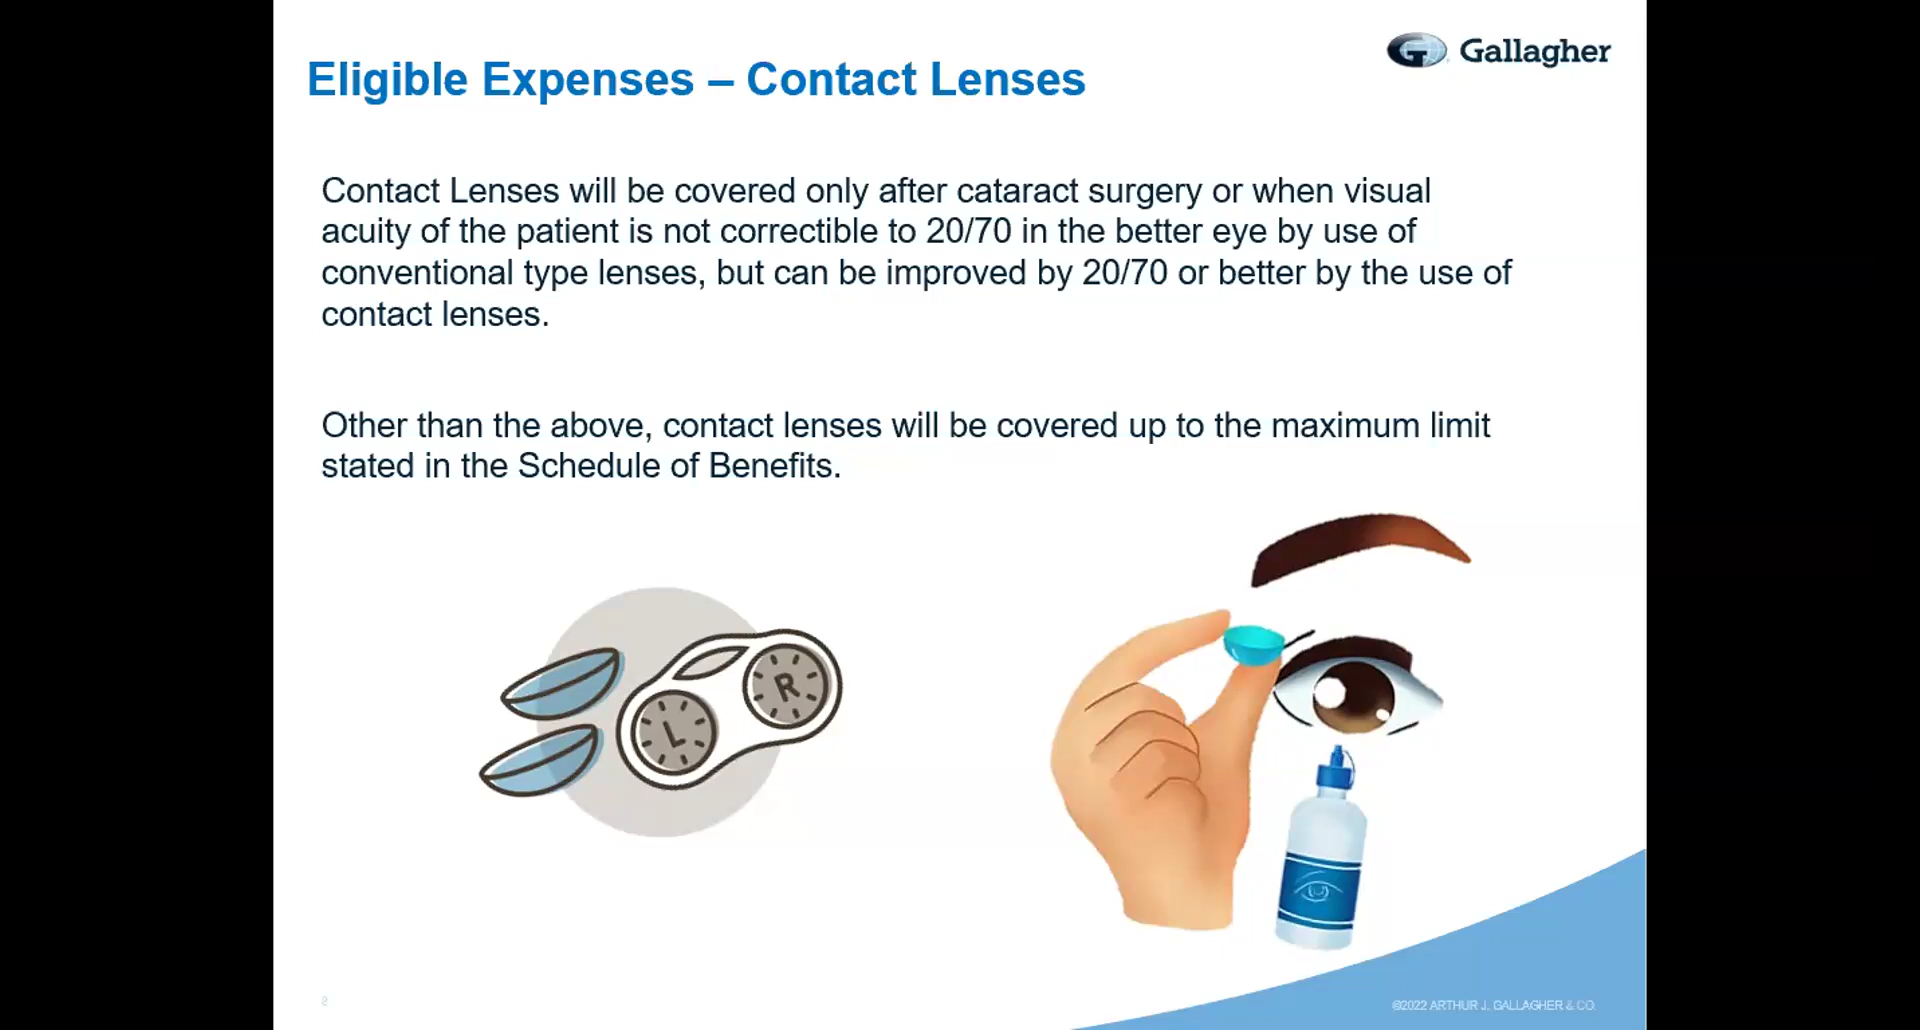 Gallagher
Eligible Expenses – Contact Lenses
Contact Lenses will be covered only after cataract surgery or when visual
acuity of the patient is not correctible to 20/70 in the better eye by use of
conventional type lenses, but can be improved by 20/70 or better by the use of
contact lenses.
Other than the above, contact lenses will be covered up to the maximum limit
stated in the Schedule of Benefits.
L
R
©2022 ARTHUR J. GALLAGHER & CO.